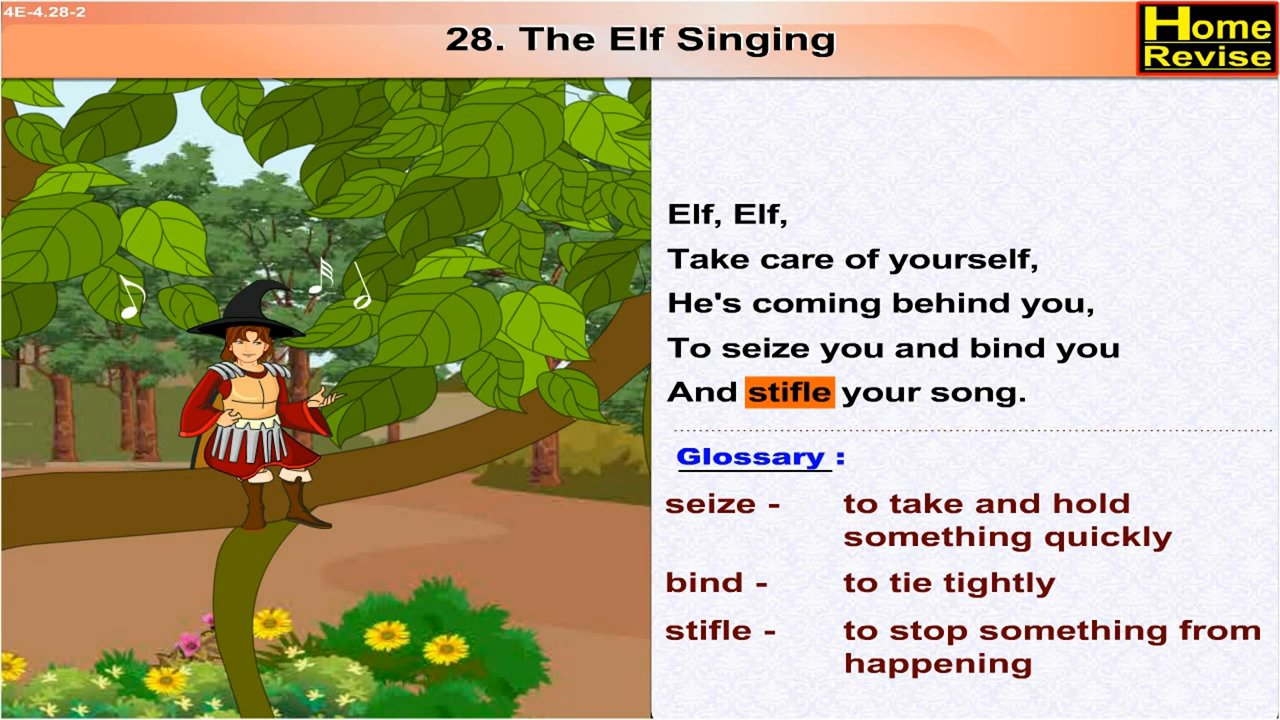 4E-4.28-2
28. The Elf Singing
Home
Revise
Elf, Elf,
Take care of yourself,
He's coming behind you,
To seize you and bind you
And stifle your song.
Glossary :
seize - to take and hold
something quickly
bind - to tie tightly
stifle - to stop something from
happening